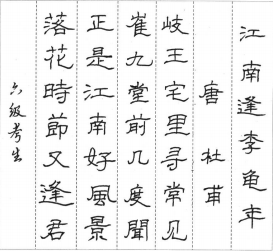 江南逢李龟年
唐杜甫
岐王宅里寻常见
崔九堂前几度聞
正是江南好風景
落花時節又逢君
六级考生